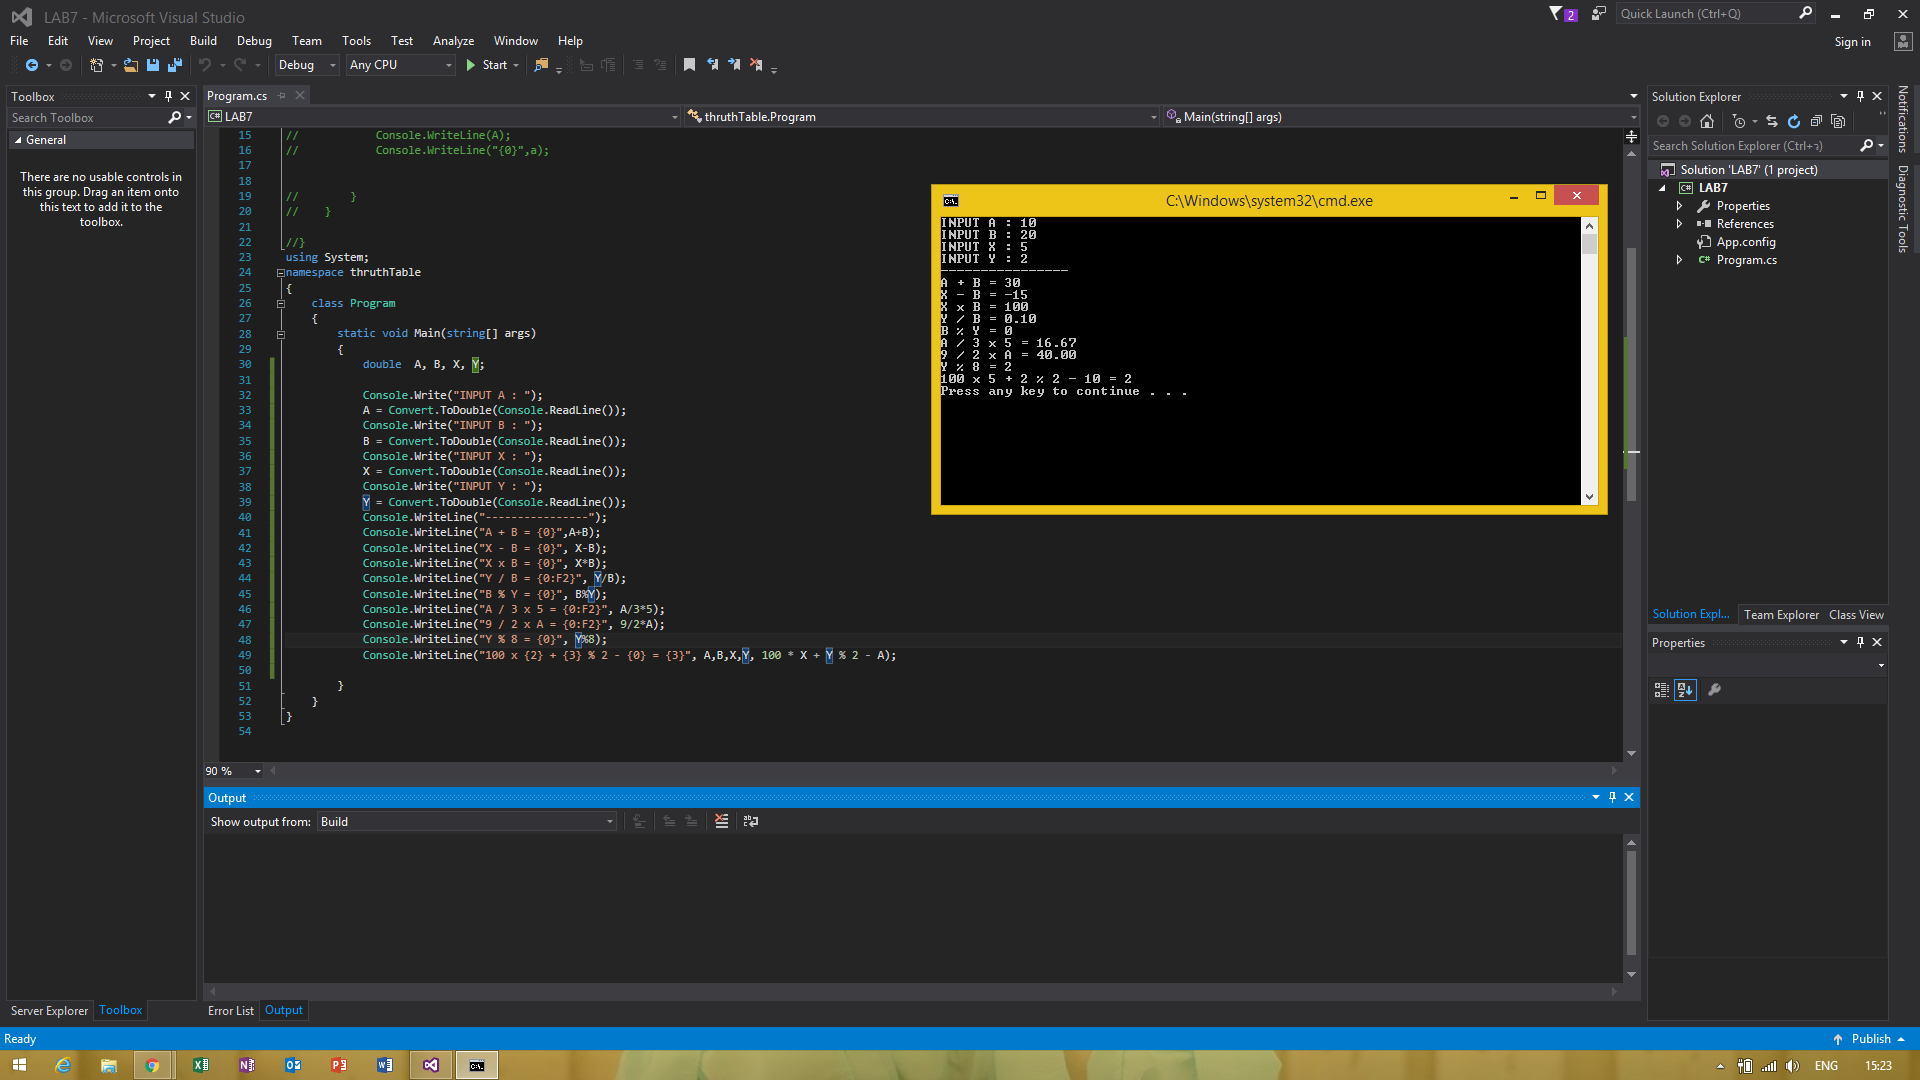 LAB7 - Microsoft Visual Studio
2
Quick Launch (Ctrl+Q)
File Edit View Project Build Debug Team Tools Test Analyze Window Help
Sign in
Debug Any CPU Start
Toolbox
Search Toolbox
General
There are no usable controls in
this group. Drag an item onto
this text to add it to the
toolbox.
Program.cs
C# LAB7 thruthTable.Program Main(string[] args)
15 // Console.WriteLine(A);
16 // Console.WriteLine("{0}",a);
17
18
19 // }
20 // }
21
22 //}
23 using System;
24 namespace thruthTable
25 {
26 class Program
27 {
28 static void Main(string[] args)
29 {
30 double A, B, X, Y;
31
32 Console.Write("INPUT A : ");
33 A = Convert.ToDouble(Console.ReadLine());
34 Console.Write("INPUT B : ");
35 B = Convert.ToDouble(Console.ReadLine());
36 Console.Write("INPUT X : ");
37 X = Convert.ToDouble(Console.ReadLine());
38 Console.Write("INPUT Y : ");
39 Y = Convert.ToDouble(Console.ReadLine());
40 Console.WriteLine("----------------");
41 Console.WriteLine("A + B = {0}",A+B);
42 Console.WriteLine("X - B = {0}", X-B);
43 Console.WriteLine("X x B = {0}", X*B);
44 Console.WriteLine("Y / B = {0:F2}", Y/B);
45 Console.WriteLine("B % Y = {0}", B%Y);
46 Console.WriteLine("A / 3 x 5 = {0:F2}", A/3*5);
47 Console.WriteLine("9 / 2 x A = {0:F2}", 9/2*A);
48 Console.WriteLine("Y % 8 = {0}", Y%8);
49 Console.WriteLine("100 x {2} + {3} % 2 - {0} = {3}", A,B,X,Y, 100 * X + Y % 2 - A);
50
51 }
52 }
53 }
54
90 %
C:\Windows\system32\cmd.exe
INPUT A : 10
INPUT B : 20
INPUT X : 5
INPUT Y : 2
----------------
A + B = 30
X - B = -15
X x B = 100
Y / B = 0.10
B % Y = 0
A / 3 x 5 = 16.67
9 / 2 x A = 40.00
Y % 8 = 2
100 x 5 + 2 % 2 - 10 = 2
Press any key to continue . . .
Output
Show output from: Build
Solution Explorer
Search Solution Explorer (Ctrl+ว)
Solution 'LAB7' (1 project)
C# LAB7
Properties
References
App.config
C# Program.cs
Solution Expl... Team Explorer Class View
Properties
Notifications
Diagnostic Tools
Server Explorer Toolbox
Error List Output
Ready
Publish
ENG 15:23